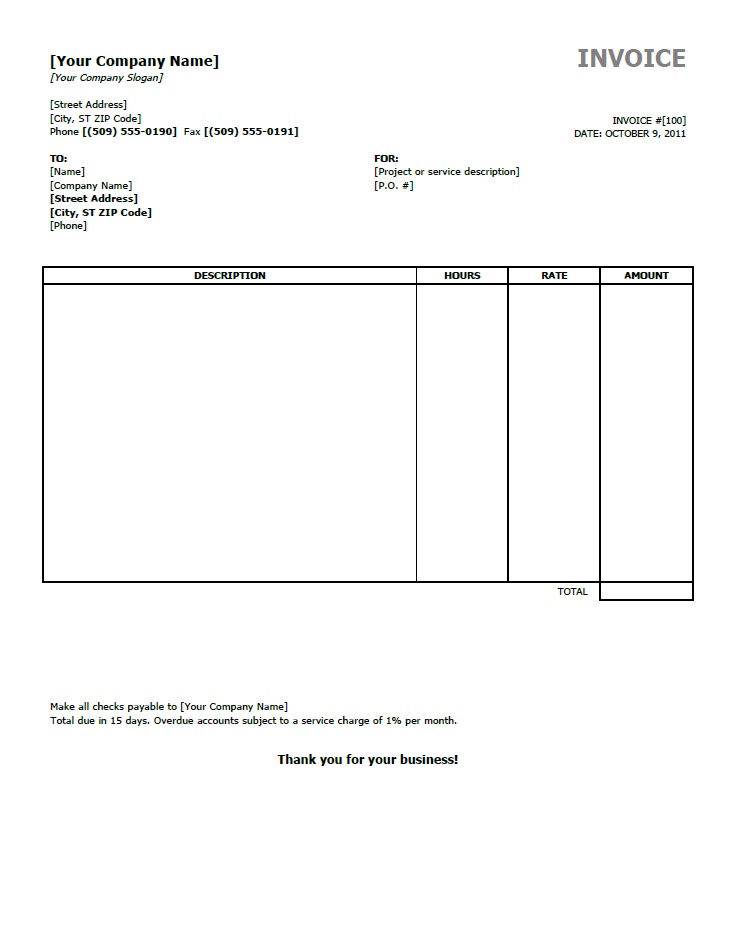 [Your Company Name]
INVOICE
[Your Company Slogan]
[Street Address]
[City, ST ZIP Code]
INVOICE #[100]
Phone [(509) 555-0190] Fax [(509) 555-0191]
DATE: OCTOBER 9, 2011
TO:
FOR:
[Name]
[Project or service description]
[Company Name]
[P.O. #]
[Street Address]
[City, ST ZIP Code]
[Phone]
DESCRIPTION HOURS RATE AMOUNT
TOTAL
Make all checks payable to [Your Company Name]
Total due in 15 days. Overdue accounts subject to a service charge of 1% per month.
Thank you for your business!